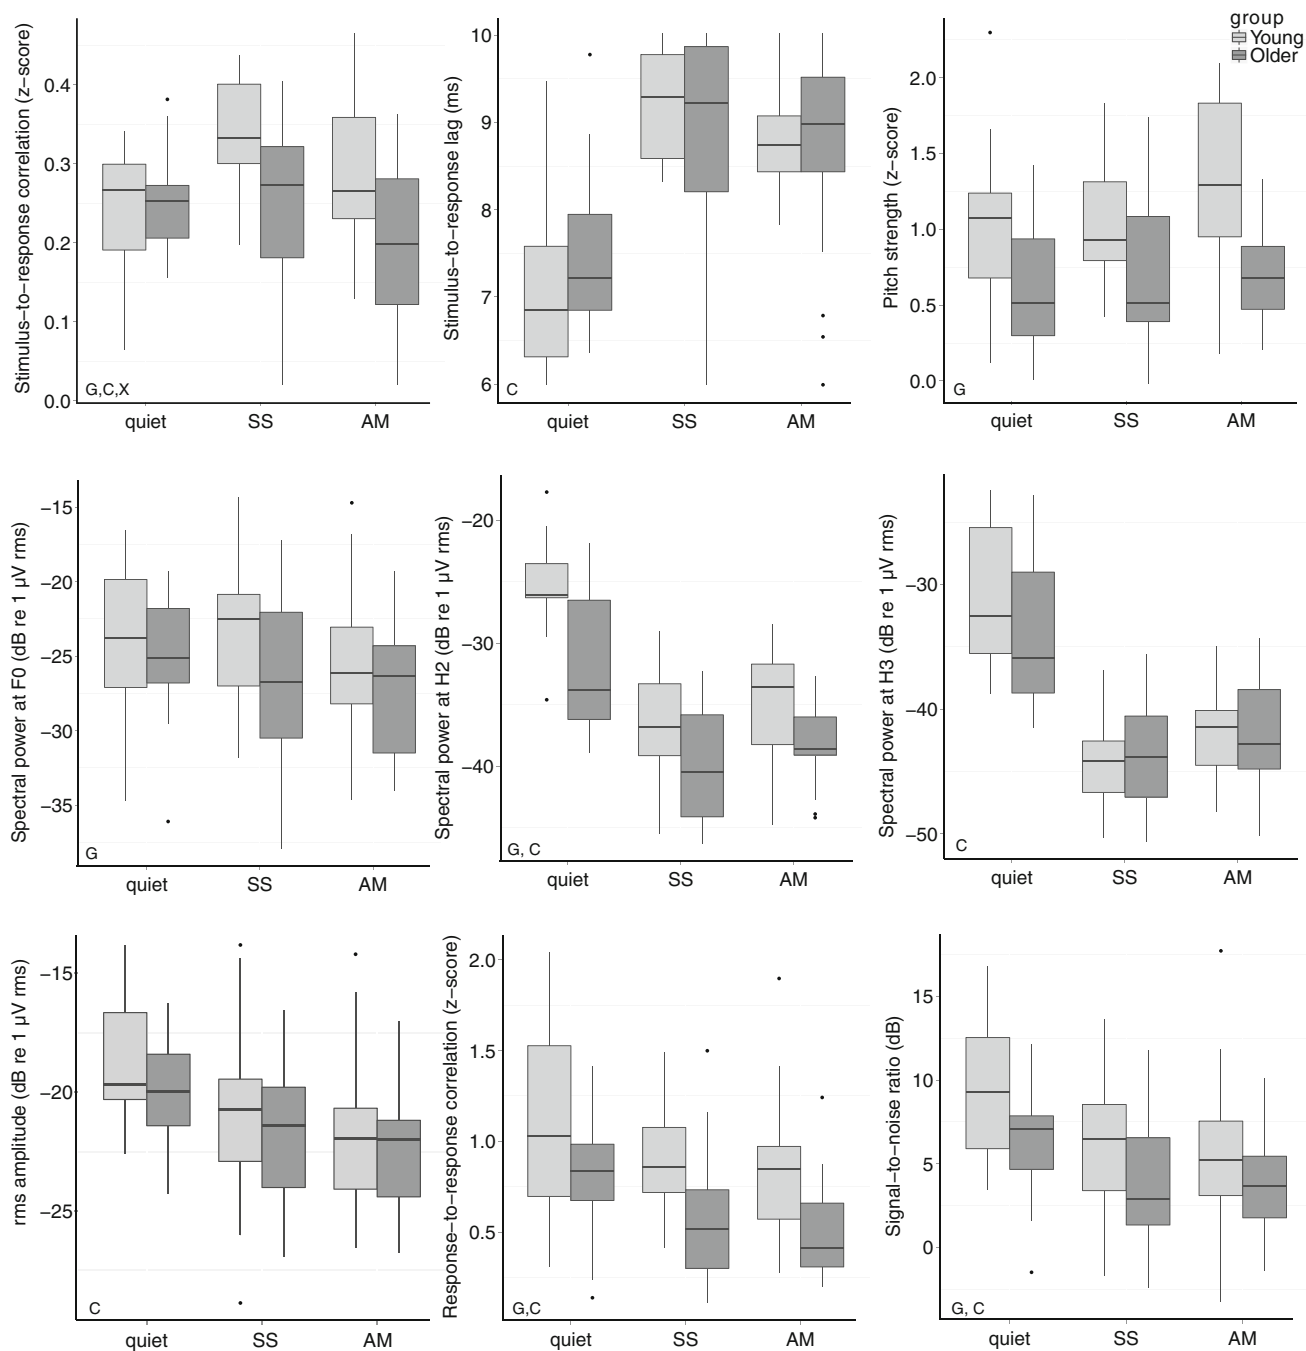 group
Young
Older
Stimulus−to−response correlation (z−score)
0.4
0.3
0.2
0.1
0.0
G,C,X
quiet SS AM
Stimulus−to−response lag (ms)
10
9
8
7
6
C
quiet SS AM
Pitch strength (z−score)
2.0
1.5
1.0
0.5
0.0
G
quiet SS AM
Spectral power at F0 (dB re 1 µV rms)
−15
−20
−25
−30
−35
G
quiet SS AM
Spectral power at H2 (dB re 1 µV rms)
−20
−30
−40
G, C
quiet SS AM
Spectral power at H3 (dB re 1 µV rms)
−30
−40
−50
C
quiet SS AM
rms amplitude (dB re 1 µV rms)
−15
−20
−25
C
quiet SS AM
Response−to−response correlation (z−score)
2.0
1.5
1.0
0.5
G,C
quiet SS AM
Signal−to−noise ratio (dB)
15
10
5
0
G, C
quiet SS AM